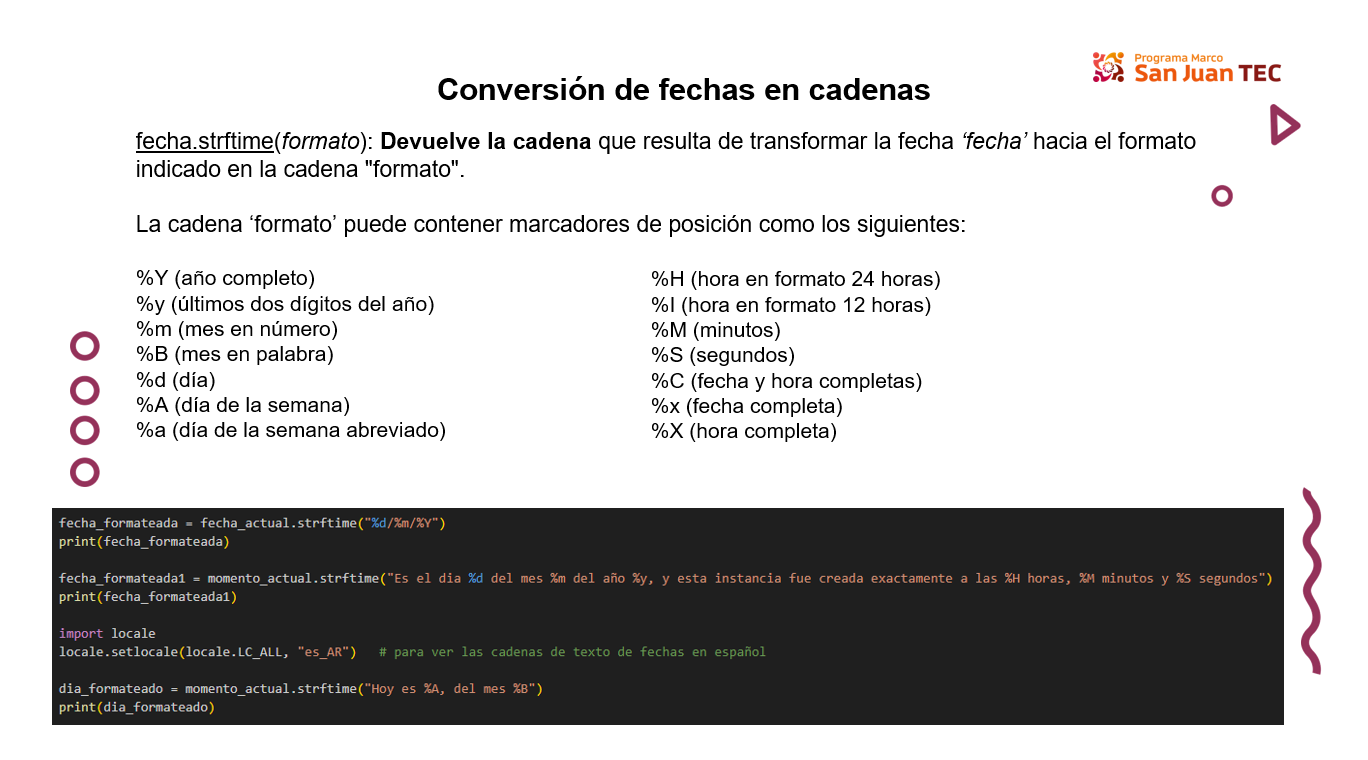 Programa Marco
San Juan TEC
Conversión de fechas en cadenas
fecha.strftime(formato): Devuelve la cadena que resulta de transformar la fecha ‘fecha’ hacia el formato
indicado en la cadena "formato".
La cadena ‘formato’ puede contener marcadores de posición como los siguientes:
%Y (año completo)
%y (últimos dos dígitos del año)
%m (mes en número)
%B (mes en palabra)
%d (día)
%A (día de la semana)
%a (día de la semana abreviado)
%H (hora en formato 24 horas)
%I (hora en formato 12 horas)
%M (minutos)
%S (segundos)
%C (fecha y hora completas)
%x (fecha completa)
%X (hora completa)
fecha_formateada = fecha_actual.strftime("%d/%m/%Y")
print(fecha_formateada)
fecha_formateada1 = momento_actual.strftime("Es el dia %d del mes %m del año %y, y esta instancia fue creada exactamente a las %H horas, %M minutos y %S segundos")
print(fecha_formateada1)
import locale
locale.setlocale(locale.LC_ALL, "es_AR")   # para ver las cadenas de texto de fechas en español
dia_formateado = momento_actual.strftime("Hoy es %A, del mes %B")
print(dia_formateado)